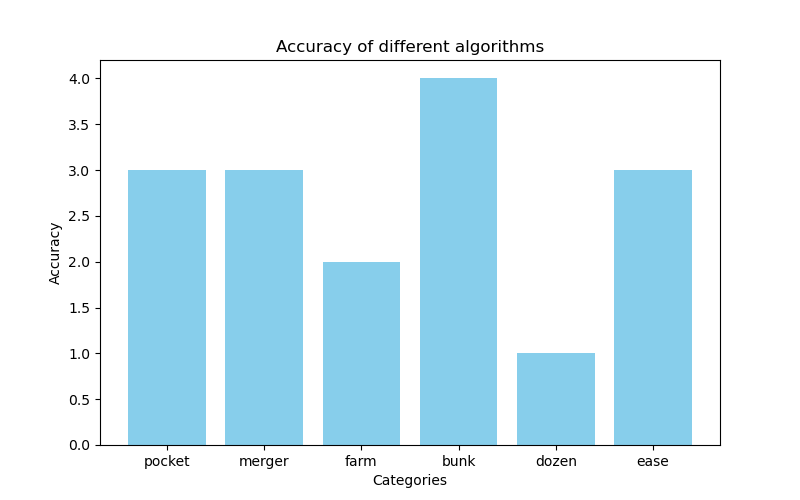 Accuracy of different algorithms
Accuracy
4.0
3.5
3.0
2.5
2.0
1.5
1.0
0.5
0.0
pocket merger farm bunk dozen ease
Categories